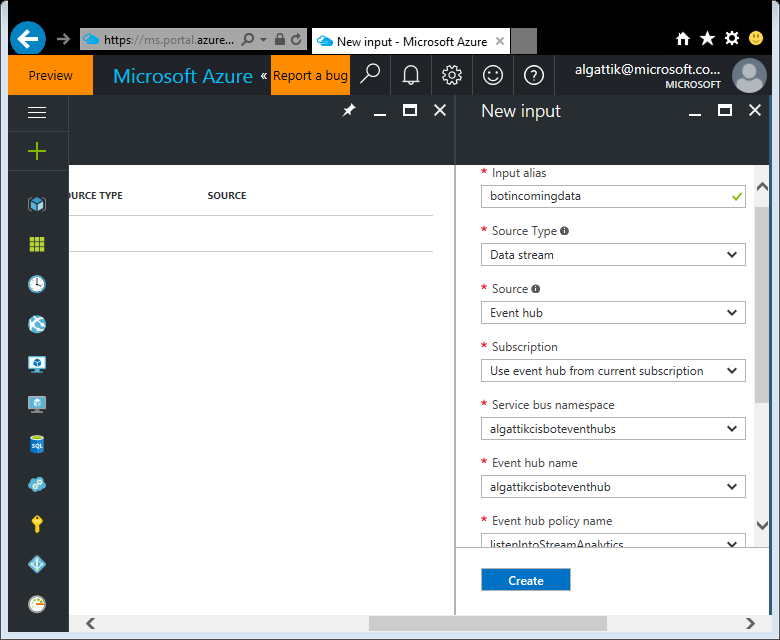 https://ms.portal.azure...
New input - Microsoft Azure
Preview
Microsoft Azure
«
Report a bug
algattik@microsoft.co...
MICROSOFT
New input
OURCE TYPE
SOURCE
* Input alias
botincomingdata
* Source Type
Data stream
* Source
Event hub
* Subscription
Use event hub from current subscription
* Service bus namespace
algattikcisboteventhubs
* Event hub name
algattikcisboteventhub
* Event hub policy name
listenIntoStreamAnalytics
Create
SQL